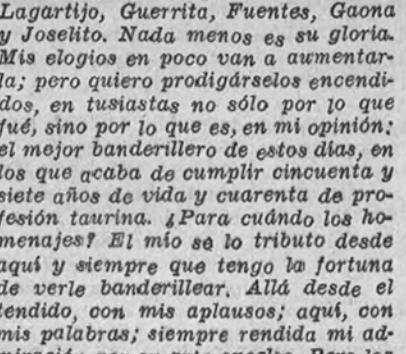 Lagartijo, Guerrita, Fuentes, Gaona
y Joselito. Nada menos es su gloria.
Mis elogios en poco van a aumentar-
la; pero quiero prodigárselos encendi-
dos, en tusiastas no sólo por lo que
fué, sino por lo que es, en mi opinión:
el mejor banderillero de estos días, en
los que acaba de cumplir cincuenta y
siete años de vida y cuarenta de pro-
fesión taurina. ¿Para cuándo los ho-
menajes? El mío se lo tributo desde
aquí y siempre que tengo la fortuna
de verle banderillear. Allá desde el
tendido, con mis aplausos; aquí, con
mis palabras; siempre rendida mi ad-